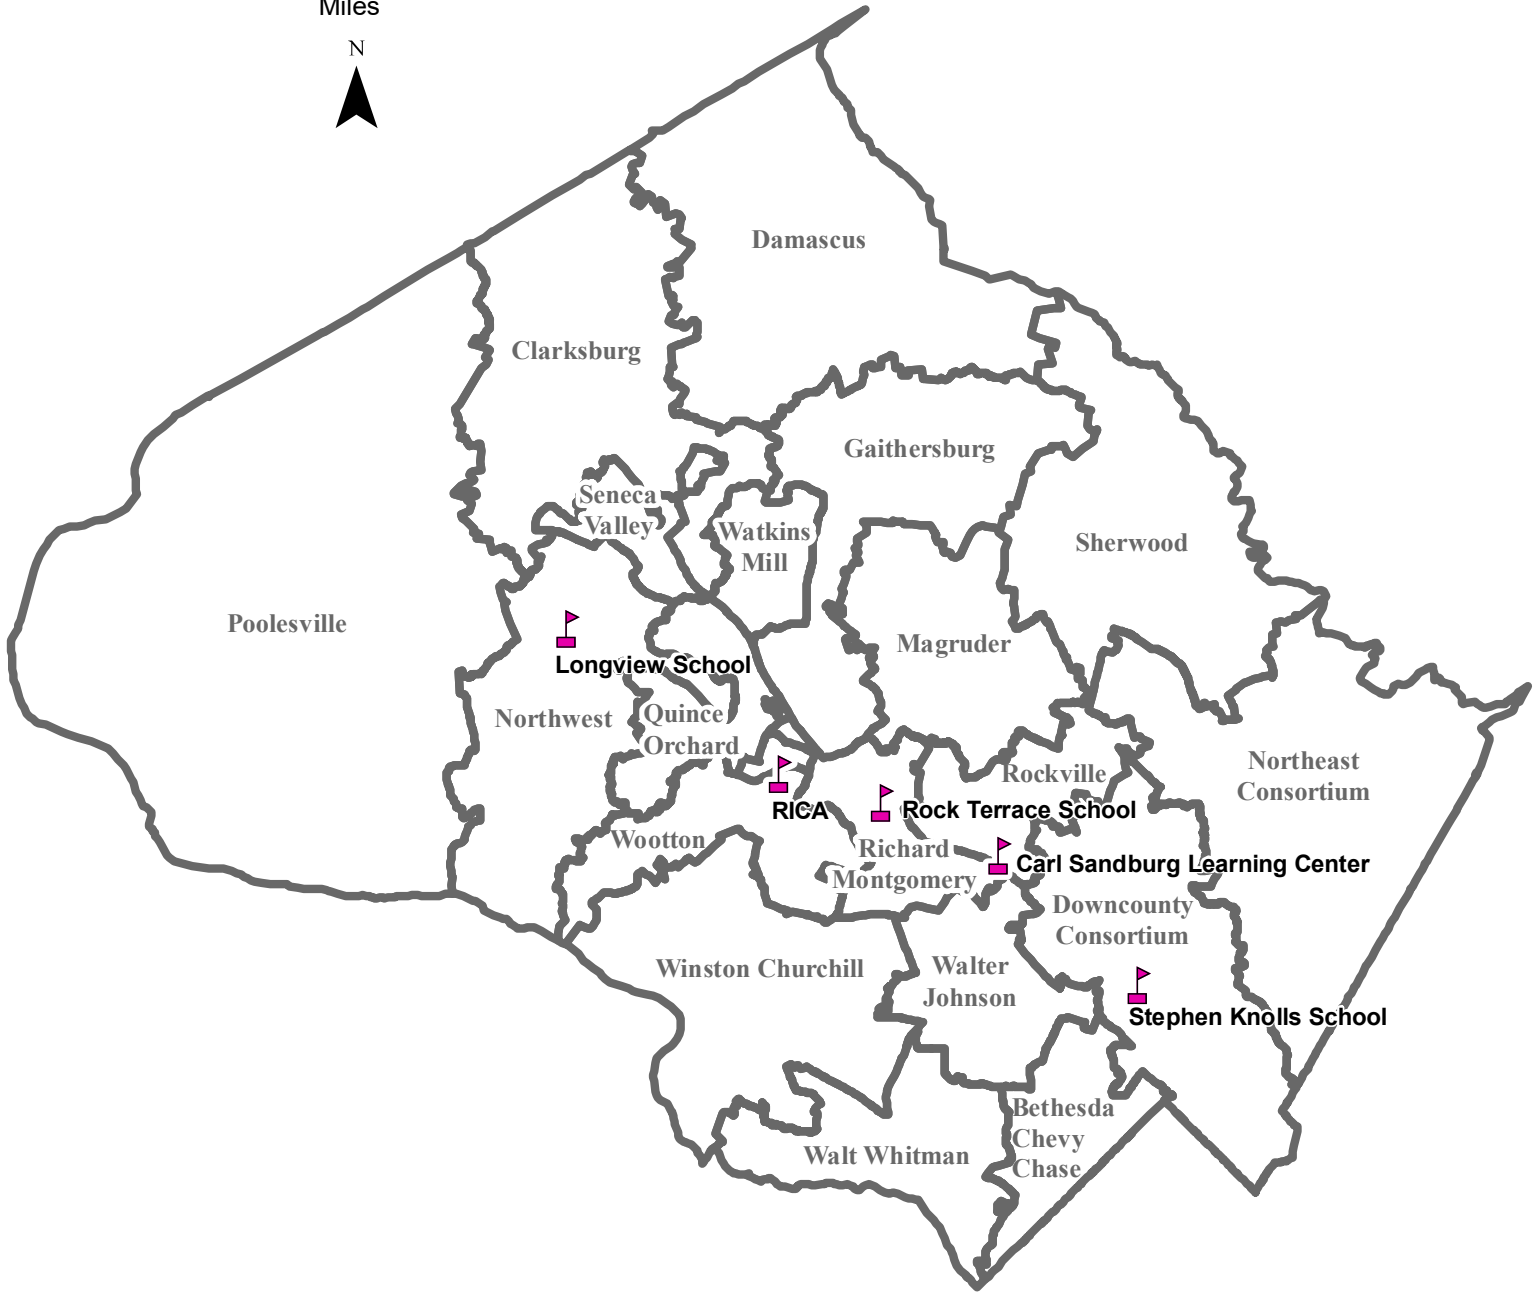 Miles
N
Damascus
Clarksburg
Gaithersburg
Seneca
Valley
Watkins
Mill
Sherwood
Poolesville
Magruder
Longview School
Northwest
Quince
Orchard
Northeast
Consortium
Rockville
RICA
Rock Terrace School
Wootton
Richard
Montgomery
Carl Sandburg Learning Center
Downcounty
Consortium
Winston Churchill
Walter
Johnson
Stephen Knolls School
Bethesda
Chevy
Chase
Walt Whitman